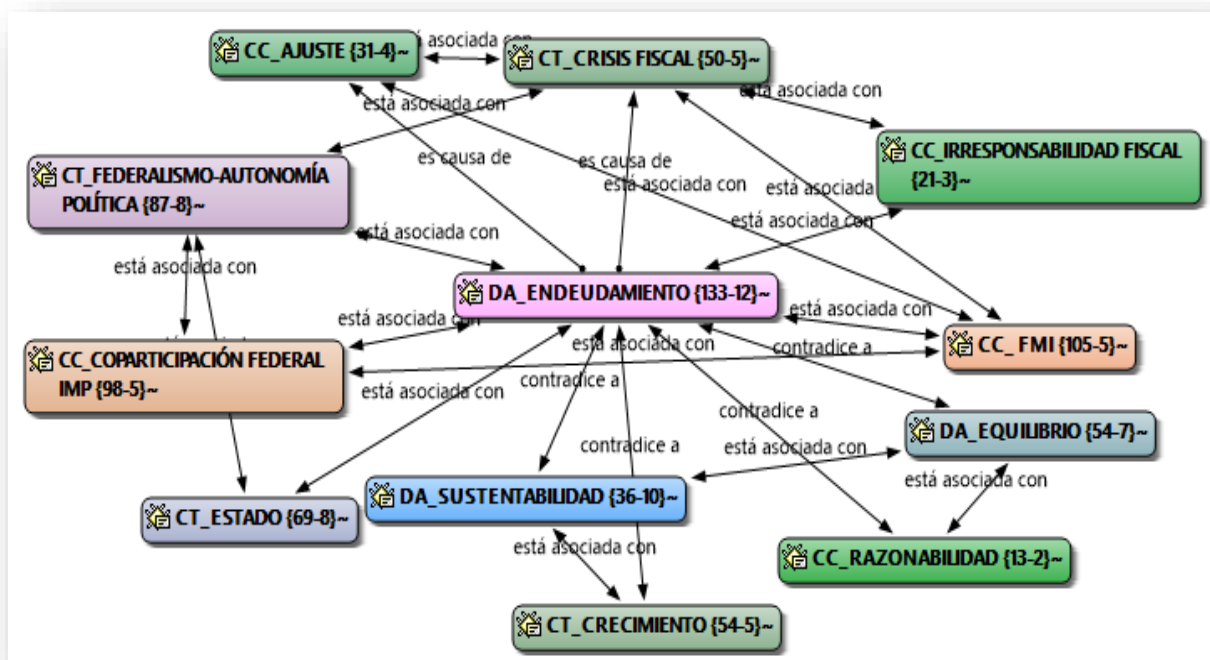 CC_AJUSTE {31-4}~
está asociada con
CT_CRISIS FISCAL {50-5}~
está asociada con
está asociada con
CC_IRRESPONSABILIDAD FISCAL
{21-3}~
CT_FEDERALISMO-AUTONOMÍA
POLÍTICA {87-8}~
es causa de
es causa de
está asociada con
está asociada
está asociada con
está asociada con
está asociada con
DA_ENDEUDAMIENTO {133-12}~
está asociada con
está asociada con
CC_ FMI {105-5}~
está asociada con
contradice a
CC_COPARTICIPACIÓN FEDERAL
IMP {98-5}~
contradice a
está asociada con
contradice a
DA_EQUILIBRIO {54-7}~
contradice a
está asociada con
está asociada con
DA_SUSTENTABILIDAD {36-10}~
CT_ESTADO {69-8}~
está asociada con
CC_RAZONABILIDAD {13-2}~
CT_CRECIMIENTO {54-5}~